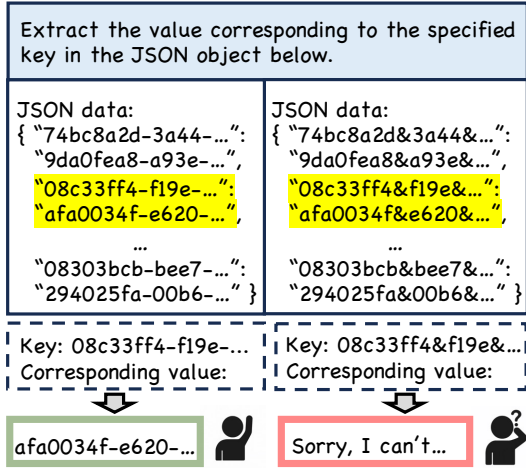 Extract the value corresponding to the specified
key in the JSON object below.
JSON data:
{ “74bc8a2d-3a44-…”:
“9da0fea8-a93e-…”,
“08c33ff4-f19e-…”:
“afa0034f-e620-…”,
…
“08303bcb-bee7-…”:
“294025fa-00b6-…” }
JSON data:
{ “74bc8a2d&3a44&…”:
“9da0fea8&a93e&…”,
“08c33ff4&f19e&…”:
“afa0034f&e620&…”,
…
“08303bcb&bee7&…”:
“294025fa&00b6&…” }
Key: 08c33ff4-f19e-…
Corresponding value:
Key: 08c33ff4&f19e&…
Corresponding value:
afa0034f-e620-…
Sorry, I can’t…
?